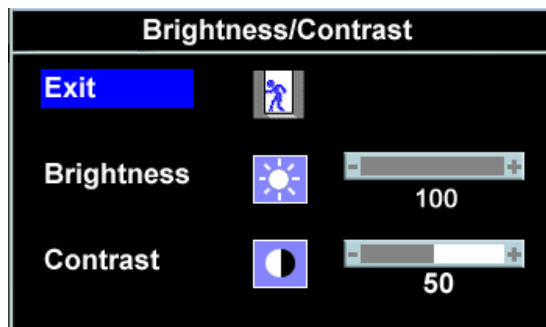 Brightness/Contrast
Exit
Brightness
- +
100
Contrast
- +
50